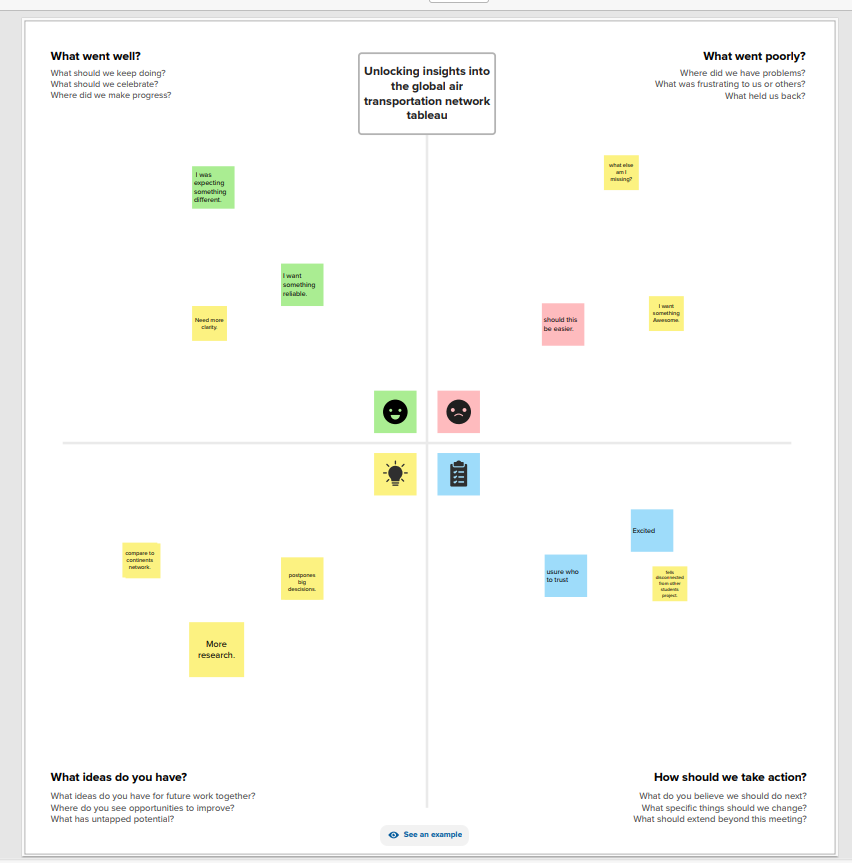 What went well?
What should we keep doing?
What should we celebrate?
Where did we make progress?
Unlocking insights into
the global air
transportation network
tableau
What went poorly?
Where did we have problems?
What was frustrating to us or others?
What held us back?
I was
expecting
something
different.
I want
something
reliable.
Need more
clarity.
what else
am I
missing?
should this
be easier.
I want
something
Awesome.
compare to
continents
network.
postpones
big
descisions.
More
research.
Excited
usure who
to trust
fells
disconnected
from other
students
project.
What ideas do you have?
What ideas do you have for future work together?
Where do you see opportunities to improve?
What has untapped potential?
How should we take action?
What do you believe we should do next?
What specific things should we change?
What should extend beyond this meeting?
See an example